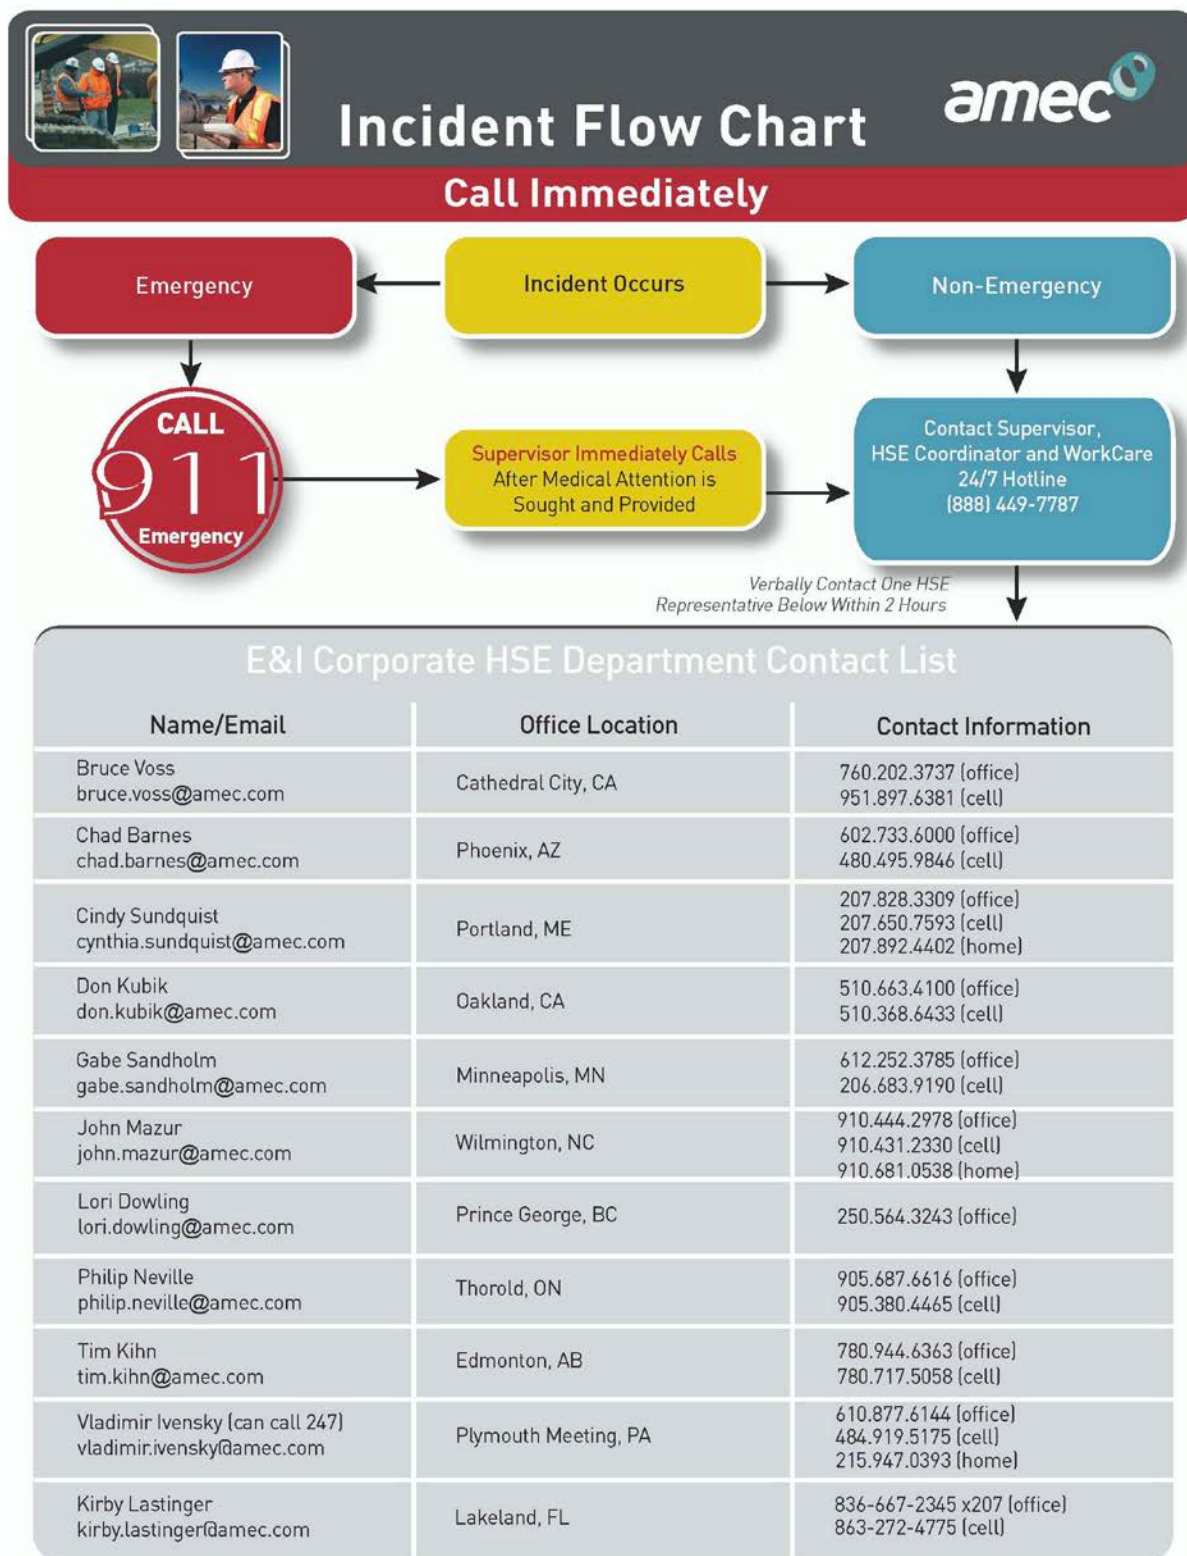 Incident Flow Chart
amec
Call Immediately
Emergency
Incident Occurs
Non-Emergency
CALL
911
Emergency
Supervisor Immediately Calls
After Medical Attention is
Sought and Provided
Contact Supervisor,
HSE Coordinator and WorkCare
24/7 Hotline
(888) 449-7787
Verbally Contact One HSE
Representative Below Within 2 Hours
E&I Corporate HSE Department Contact List
Name/Email Office Location Contact Information
Bruce Voss
bruce.voss@amec.com
Cathedral City, CA
760.202.3737 (office)
951.897.6381 (cell)
Chad Barnes
chad.barnes@amec.com
Phoenix, AZ
602.733.6000 (office)
480.495.9846 (cell)
Cindy Sundquist
cynthia.sundquist@amec.com
Portland, ME
207.828.3309 (office)
207.650.7593 (cell)
207.892.4402 (home)
Don Kubik
don.kubik@amec.com
Oakland, CA
510.663.4100 (office)
510.368.6433 (cell)
Gabe Sandholm
gabe.sandholm@amec.com
Minneapolis, MN
612.252.3785 (office)
206.683.9190 (cell)
John Mazur
john.mazur@amec.com
Wilmington, NC
910.444.2978 (office)
910.431.2330 (cell)
910.681.0538 (home)
Lori Dowling
lori.dowling@amec.com
Prince George, BC
250.564.3243 (office)
Philip Neville
philip.neville@amec.com
Thorold, ON
905.687.6616 (office)
905.380.4465 (cell)
Tim Kihn
tim.kihn@amec.com
Edmonton, AB
780.944.6363 (office)
780.717.5058 (cell)
Vladimir Ivensky (can call 247)
vladimir.ivensky@amec.com
Plymouth Meeting, PA
610.877.6144 (office)
484.919.5175 (cell)
215.947.0393 (home)
Kirby Lastinger
kirby.lastinger@amec.com
Lakeland, FL
836-667-2345 x207 (office)
863-272-4775 (cell)